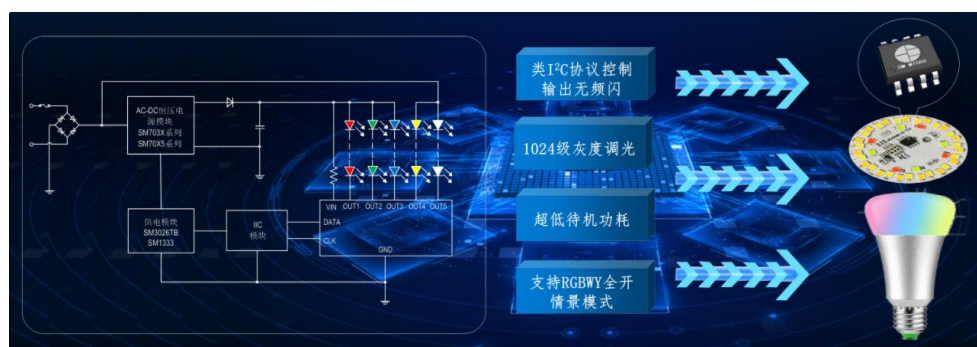 AC-DC恒压电
源模块
SM703X系列
SM70X5系列
供电模块
SM3026TB
SM1333
IIC
模块
VIN OUT1 OUT2 OUT3 OUT4 OUT5
DATA
CLK
GND
类I²C协议控制
输出无频闪
1024级灰度调光
超低待机功耗
支持RGBWY全开
情景模式